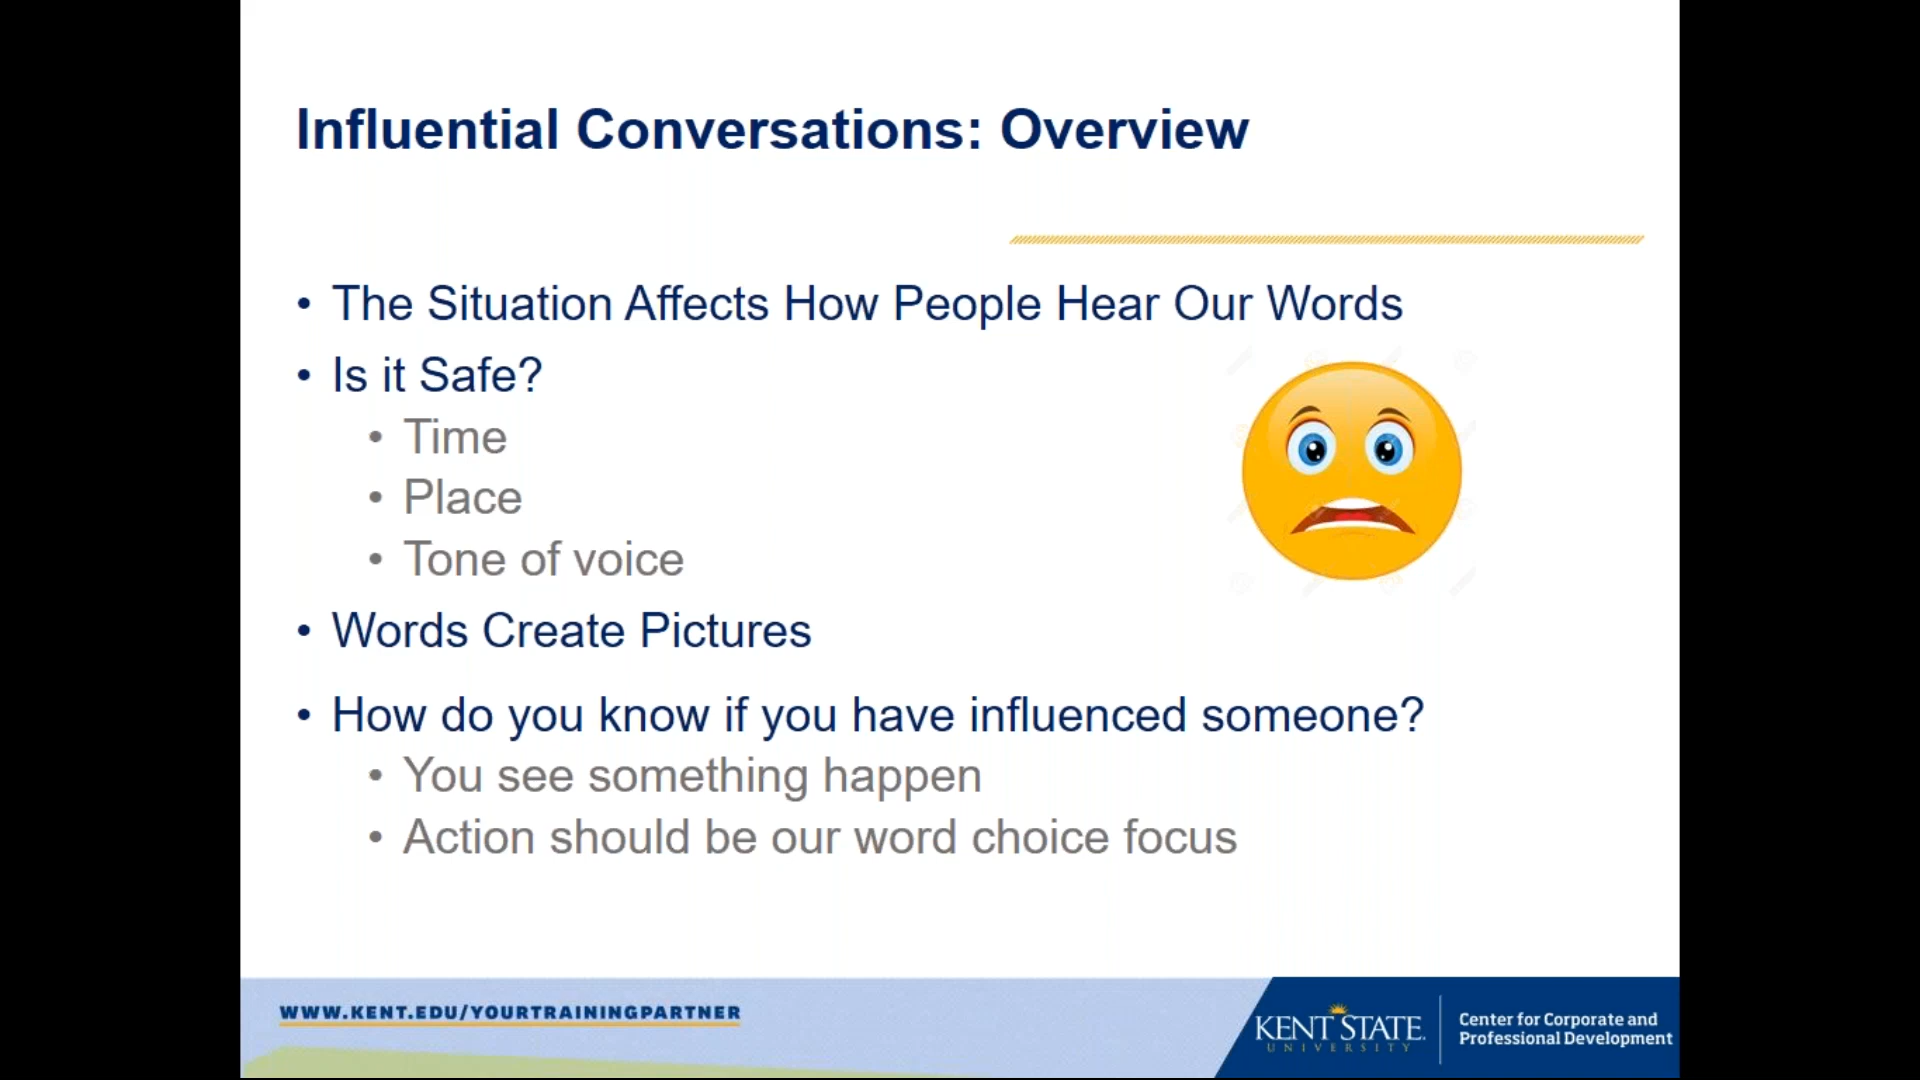 Influential Conversations: Overview
• The Situation Affects How People Hear Our Words
• Is it Safe?
• Time
• Place
• Tone of voice
• Words Create Pictures
• How do you know if you have influenced someone?
• You see something happen
• Action should be our word choice focus
WWW.KENT.EDU/YOURTRAININGPARTNER
KENT STATE
UNIVERSITY
Center for Corporate and
Professional Development